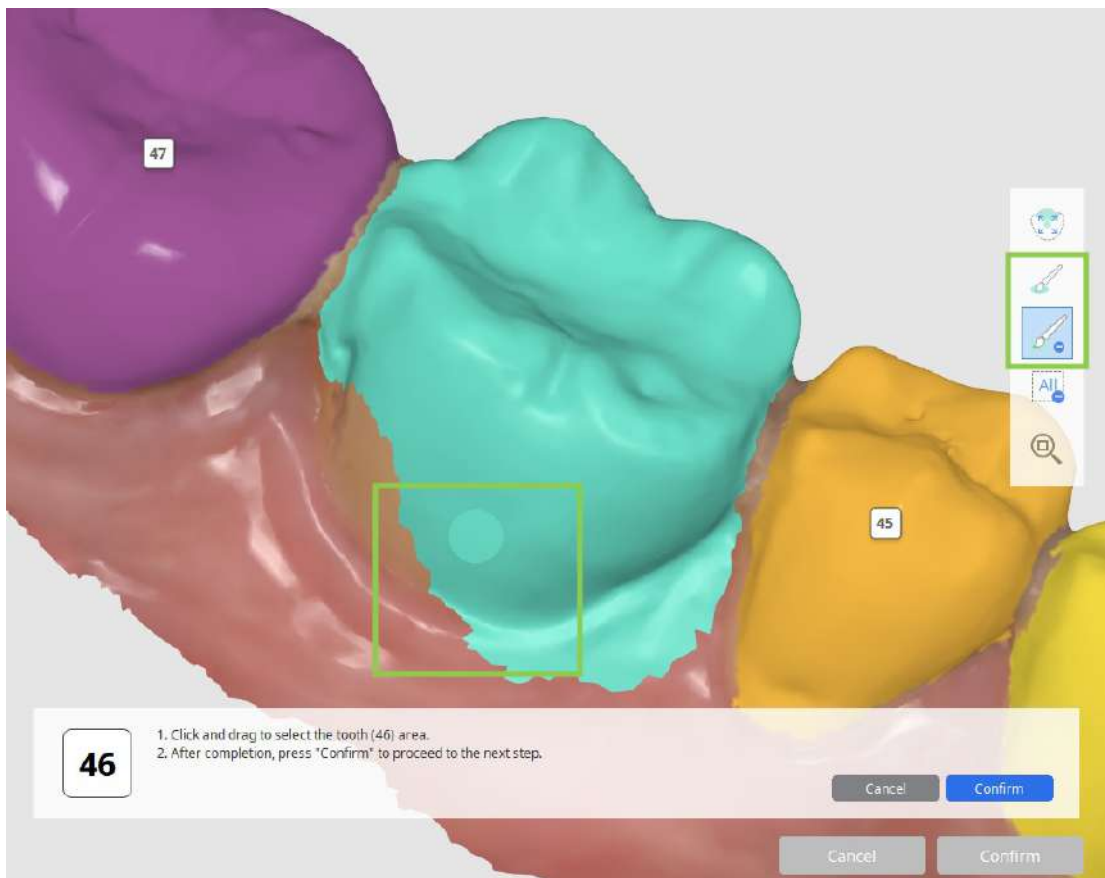 47
All
45
46
1. Click and drag to select the tooth (46) area.
2. After completion, press "Confirm" to proceed to the next step.
Cancel
Confirm
Cancel
Confirm